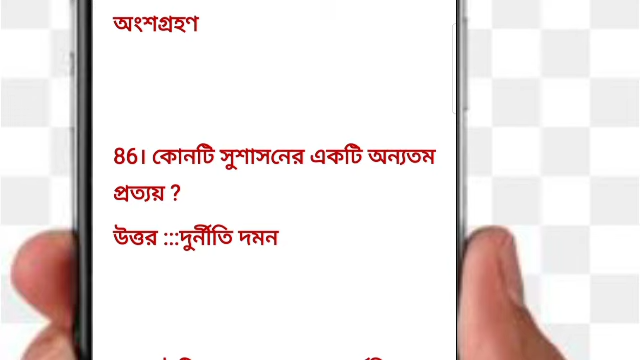 অংশগ্রহণ
86। কোনটি সুশাসনের একটি অন্যতম
প্রত্যয় ?
উত্তর :::দুর্নীতি দমন